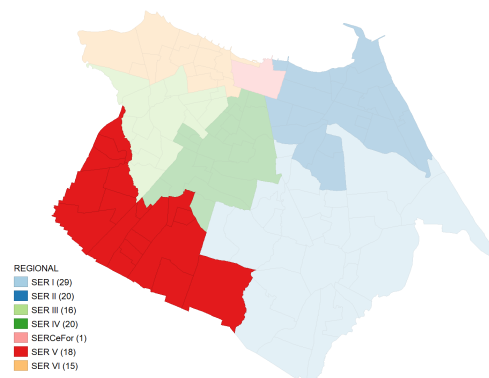 REGIONAL
SER I (29)
SER II (20)
SER III (16)
SER IV (20)
SERCeFor (1)
SER V (18)
SER VI (15)